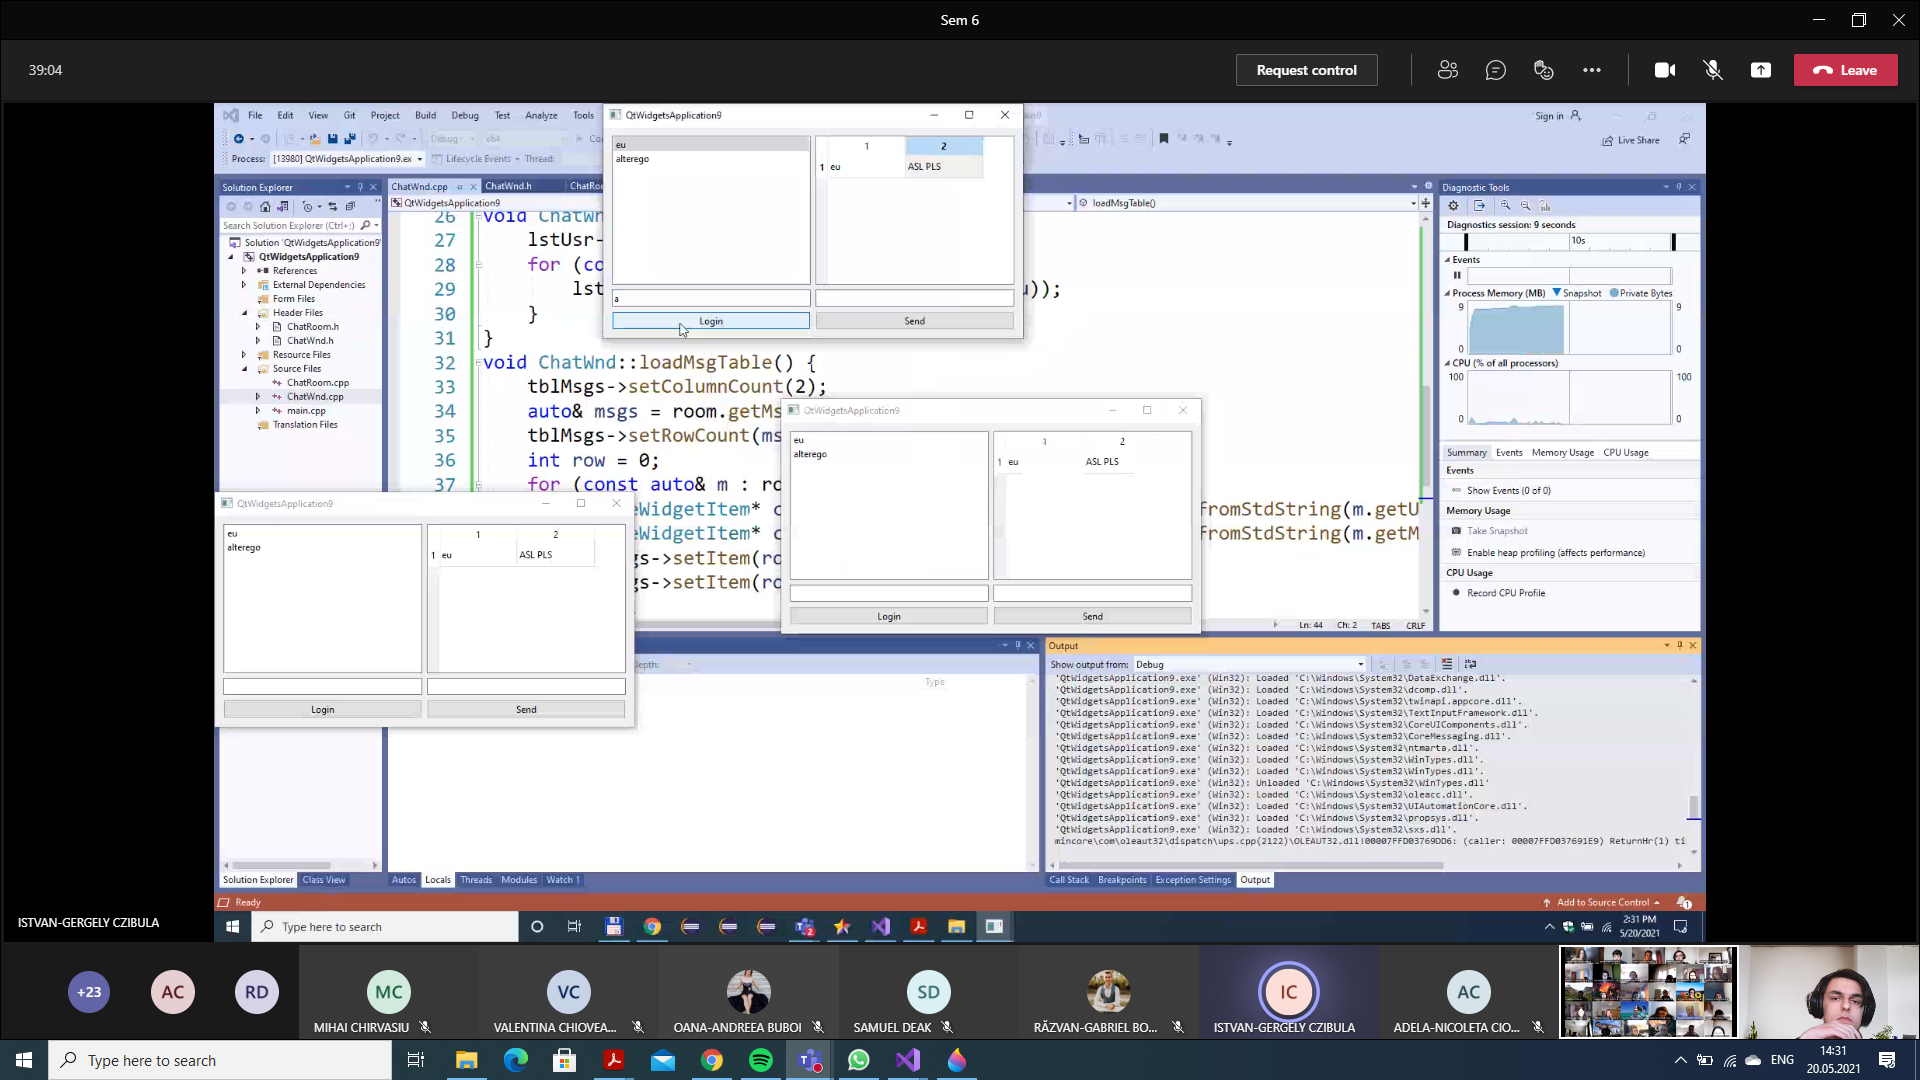 Sem 6
39:04
Request control
Leave
File Edit View Git Project Build Debug Test Analyze Tools
Sign in
Debug x64
Live Share
Process: [13980] QtWidgetsApplication9.ex Lifecycle Events Thread:
QtWidgetsApplication9
eu
alterego
1 2
1 eu ASL PLS
a
Login Send
Solution Explorer
Search Solution Explorer (Ctrl+;)
Solution 'QtWidgetsApplication9'
QtWidgetsApplication9
References
External Dependencies
Form Files
Header Files
ChatRoom.h
ChatWnd.h
Resource Files
Source Files
ChatRoom.cpp
ChatWnd.cpp
main.cpp
Translation Files
Solution Explorer Class View
ChatWnd.cpp ChatWnd.h ChatRoo
QtWidgetsApplication9 loadMsgTable()
26 void ChatWn
27 lstUsr-
28 for (co
29 lst u));
30 }
31 }
32 void ChatWnd::loadMsgTable() {
33 tblMsgs->setColumnCount(2);
34 auto& msgs = room.getMs
35 tblMsgs->setRowCount(ms
36 int row = 0;
37 for (const auto& m : ro
eWidgetItem* c fromStdString(m.getU
eWidgetItem* c fromStdString(m.getM
gs->setItem(ro
gs->setItem(ro
Ln: 44 Ch: 2 TABS CRLF
QtWidgetsApplication9
eu
alterego
1 2
1 eu ASL PLS
Login Send
QtWidgetsApplication9
eu
alterego
1 2
1 eu ASL PLS
Login Send
Diagnostic Tools
Diagnostics session: 9 seconds
10s
Events
Process Memory (MB) Snapshot Private Bytes
9 9
0 0
CPU (% of all processors)
100 100
0 0
Summary Events Memory Usage CPU Usage
Events
Show Events (0 of 0)
Memory Usage
Take Snapshot
Enable heap profiling (affects performance)
CPU Usage
Record CPU Profile
Depth:
Type
Autos Locals Threads Modules Watch 1
Output
Show output from: Debug
'QtWidgetsApplication9.exe' (Win32): Loaded 'C:\Windows\System32\DataExchange.dll'.
'QtWidgetsApplication9.exe' (Win32): Loaded 'C:\Windows\System32\dcomp.dll'.
'QtWidgetsApplication9.exe' (Win32): Loaded 'C:\Windows\System32\twinapi.appcore.dll'.
'QtWidgetsApplication9.exe' (Win32): Loaded 'C:\Windows\System32\TextInputFramework.dll'.
'QtWidgetsApplication9.exe' (Win32): Loaded 'C:\Windows\System32\CoreUIComponents.dll'.
'QtWidgetsApplication9.exe' (Win32): Loaded 'C:\Windows\System32\CoreMessaging.dll'.
'QtWidgetsApplication9.exe' (Win32): Loaded 'C:\Windows\System32\ntmarta.dll'.
'QtWidgetsApplication9.exe' (Win32): Loaded 'C:\Windows\System32\WinTypes.dll'.
'QtWidgetsApplication9.exe' (Win32): Loaded 'C:\Windows\System32\WinTypes.dll'.
'QtWidgetsApplication9.exe' (Win32): Unloaded 'C:\Windows\System32\WinTypes.dll'
'QtWidgetsApplication9.exe' (Win32): Loaded 'C:\Windows\System32\oleacc.dll'.
'QtWidgetsApplication9.exe' (Win32): Loaded 'C:\Windows\System32\UIAutomationCore.dll'.
'QtWidgetsApplication9.exe' (Win32): Loaded 'C:\Windows\System32\propsys.dll'.
'QtWidgetsApplication9.exe' (Win32): Loaded 'C:\Windows\System32\sxs.dll'.
mincore\com\oleaut32\dispatch\ups.cpp(2122)\OLEAUT32.dll!00007FFD03769DD6: (caller: 00007FFD037691E9) ReturnHr(1) ti
Call Stack Breakpoints Exception Settings Output
Ready
Add to Source Control 1
Type here to search
2:31 PM
5/20/2021
ISTVAN-GERGELY CZIBULA
+23
AC
RD
MC
MIHAI CHIRVASIU
VC
VALENTINA CHIOVEA...
OANA-ANDREEA BUBOI
SD
SAMUEL DEAK
RĂZVAN-GABRIEL BO...
IC
ISTVAN-GERGELY CZIBULA
AC
ADELA-NICOLETA CIO...
Type here to search
ENG
14:31
20.05.2021